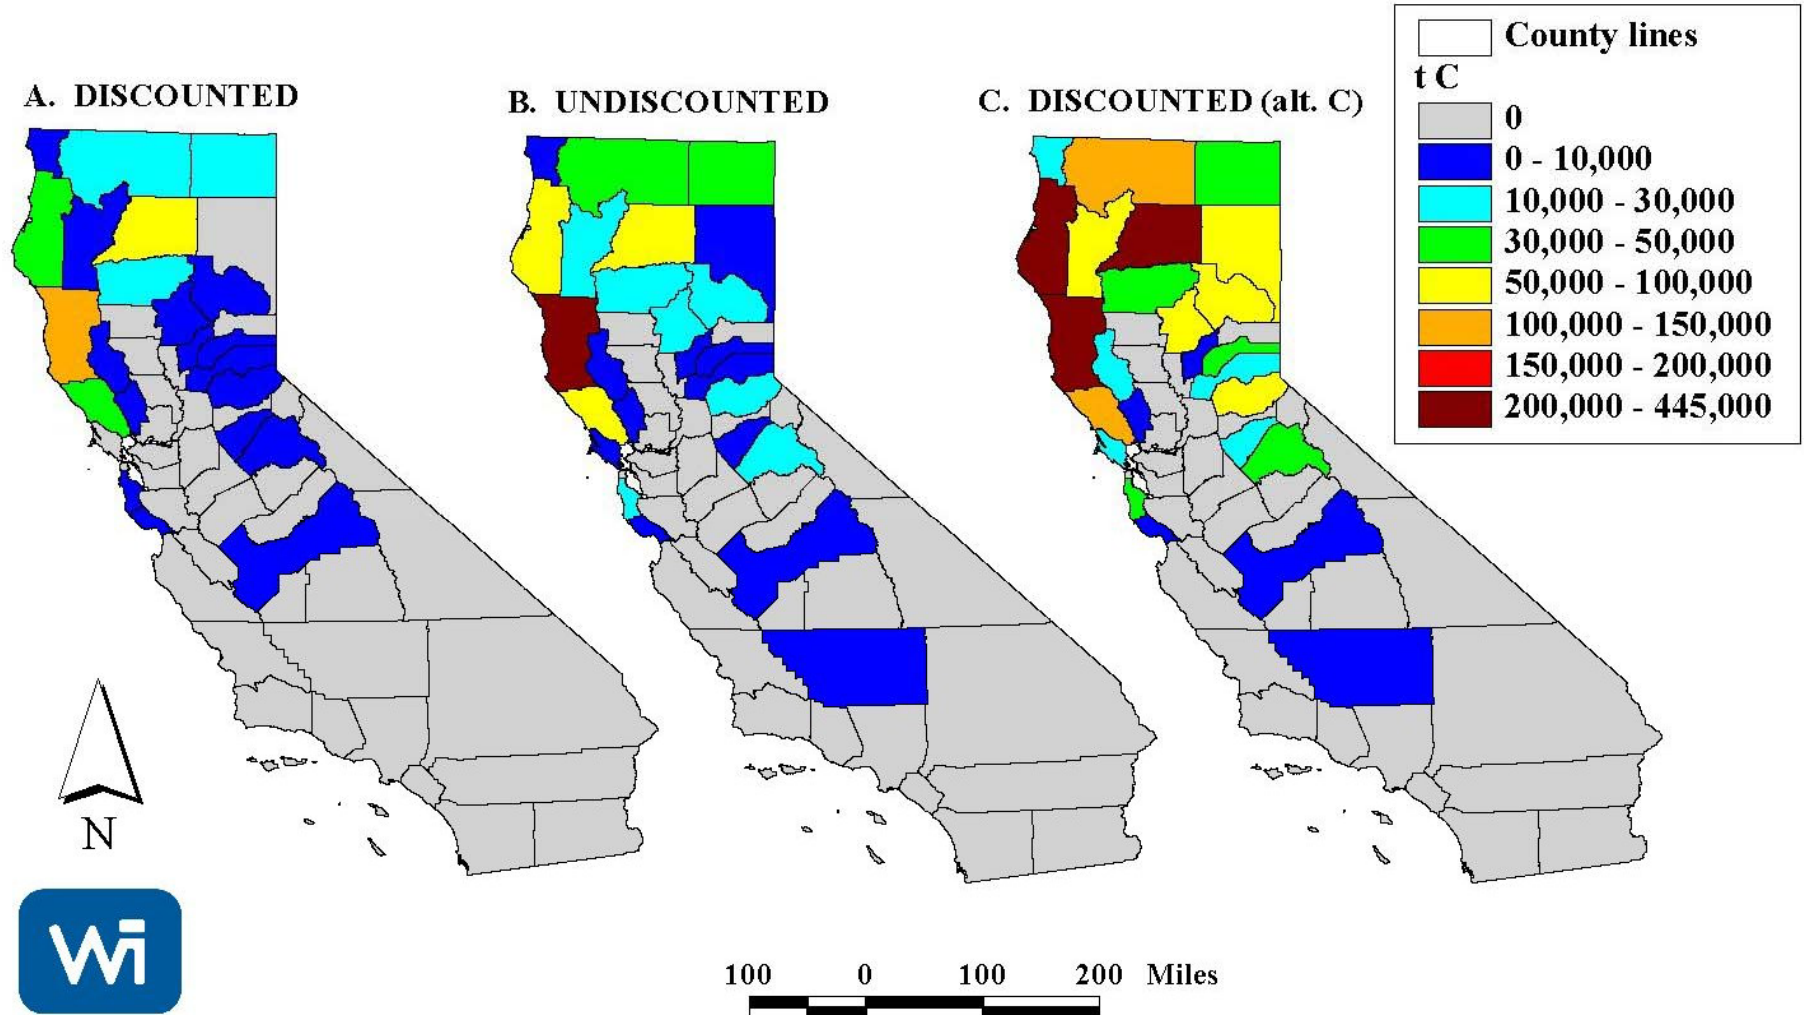 County lines
t C
A. DISCOUNTED
B. UNDISCOUNTED
C. DISCOUNTED (alt. C)
0
0 - 10,000
10,000 - 30,000
30,000 - 50,000
50,000 - 100,000
100,000 - 150,000
150,000 - 200,000
200,000 - 445,000
N
Wi
100 0 100 200 Miles